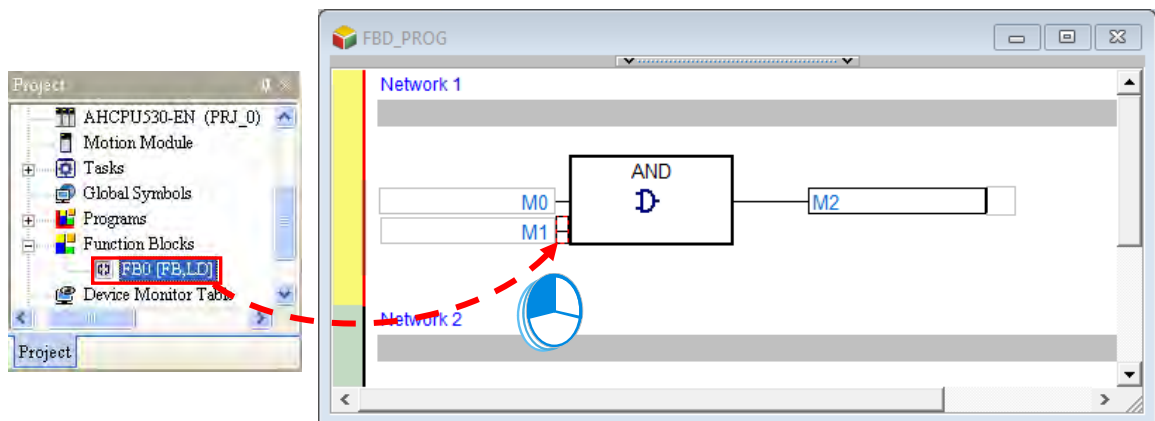 Project
AHCPU530-EN (PRJ_0)
Motion Module
Tasks
Global Symbols
Programs
Function Blocks
FB0 [FB,LD]
Device Monitor Table
Project
FBD_PROG
Network 1
AND
M0
M2
M1
Network 2